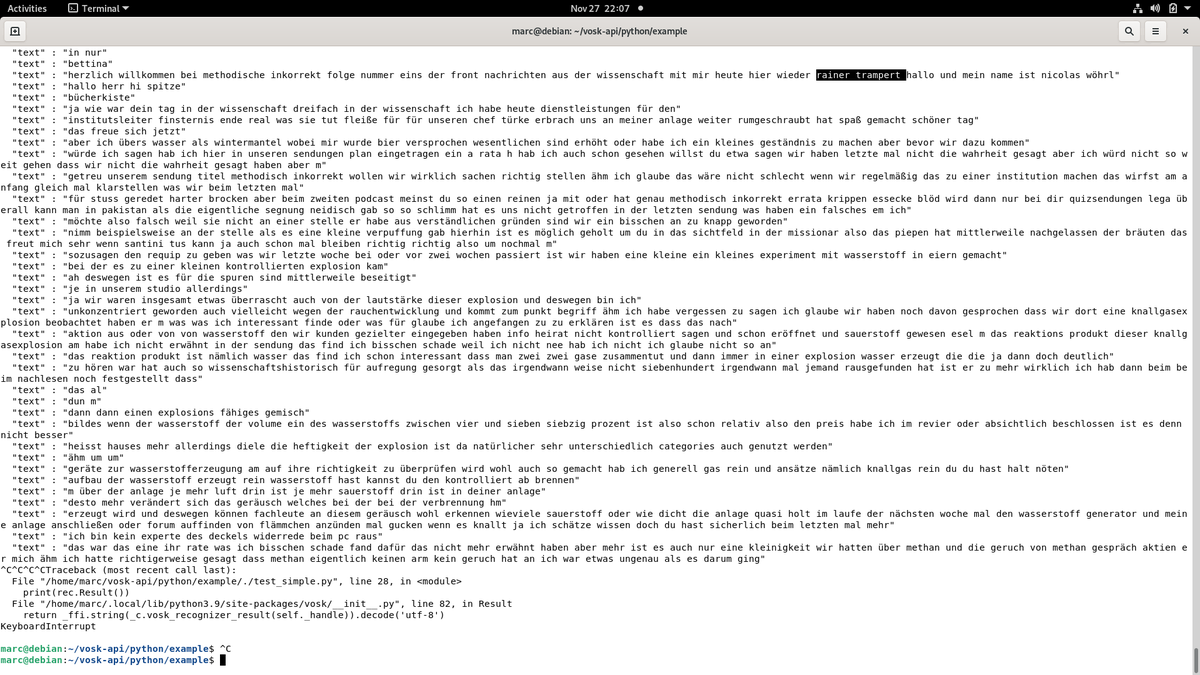 Activities
Terminal
Nov 27 22:07
marc@debian: ~/vosk-api/python/example
"text" : "in nur"
"text" : "bettina"
"text" : "herzlich willkommen bei methodische inkorrekt folge nummer eins der front nachrichten aus der wissenschaft mit mir heute hier wieder rainer trampert hallo und mein name ist nicolas wöhrl"
"text" : "hallo herr hi spitze"
"text" : "bücherkiste"
"text" : "ja wie war dein tag in der wissenschaft dreifach in der wissenschaft ich habe heute dienstleistungen für den"
"text" : "institutsleiter finsternis ende real was sie tut fleiße für für unseren chef türke erbrach uns an meiner anlage weiter rumgeschraubt hat spaß gemacht schöner tag"
"text" : "das freue sich jetzt"
"text" : "aber ich übers wasser als wintermantel wobei mir wurde bier versprochen wesentlichen sind erhöht oder habe ich ein kleines geständnis zu machen aber bevor wir dazu kommen"
"text" : "würde ich sagen hab ich hier in unseren sendungen plan eingetragen ein a rata h hab ich auch schon gesehen willst du etwa sagen wir haben letzte mal nicht die wahrheit gesagt aber ich würd nicht so w
eit gehen dass wir nicht die wahrheit gesagt haben aber m"
"text" : "getreu unserem sendung titel methodisch inkorrekt wollen wir wirklich sachen richtig stellen ähm ich glaube das wäre nicht schlecht wenn wir regelmäßig das zu einer institution machen das wirfst am a
nfang gleich mal klarstellen was wir beim letzten mal"
"text" : "für stuss geredet harter brocken aber beim zweiten podcast meinst du so einen reinen ja mit oder hat genau methodisch inkorrekt errata krippen essecke blöd wird dann nur bei dir quizsendungen lega üb
erall kann man in pakistan als die eigentliche segnung neidisch gab so so schlimm hat es uns nicht getroffen in der letzten sendung was haben ein falsches em ich"
"text" : "möchte also falsch weil sie nicht an einer stelle er habe aus verständlichen gründen sind wir ein bisschen an zu knapp geworden"
"text" : "nimm beispielsweise an der stelle als es eine kleine verpuffung gab hierhin ist es möglich geholt um du in das sichtfeld in der missionar also das piepen hat mittlerweile nachgelassen der bräuten das
freut mich sehr wenn santini tus kann ja auch schon mal bleiben richtig richtig also um nochmal m"
"text" : "sozusagen den requip zu geben was wir letzte woche bei oder vor zwei wochen passiert ist wir haben eine kleine ein kleines experiment mit wasserstoff in eiern gemacht"
"text" : "bei der es zu einer kleinen kontrollierten explosion kam"
"text" : "ah deswegen ist es für die spuren sind mittlerweile beseitigt"
"text" : "je in unserem studio allerdings"
"text" : "ja wir waren insgesamt etwas überrascht auch von der lautstärke dieser explosion und deswegen bin ich"
"text" : "unkonzentriert geworden auch vielleicht wegen der rauchentwicklung und kommt zum punkt begriff ähm ich habe vergessen zu sagen ich glaube wir haben noch davon gesprochen dass wir dort eine knallgasex
plosion beobachtet haben er m was was ich interessant finde oder was für glaube ich angefangen zu zu erklären ist es dass das nach"
"text" : "aktion aus oder von von wasserstoff den wir kunden gezielter eingegeben haben info heirat nicht kontrolliert sagen und schon eröffnet und sauerstoff gewesen esel m das reaktions produkt dieser knallg
asexplosion am habe ich nicht erwähnt in der sendung das find ich bisschen schade weil ich nicht nee hab ich nicht ich glaube nicht so an"
"text" : "das reaktion produkt ist nämlich wasser das find ich schon interessant dass man zwei zwei gase zusammentut und dann immer in einer explosion wasser erzeugt die die ja dann doch deutlich"
"text" : "zu hören war hat auch so wissenschaftshistorisch für aufregung gesorgt als das irgendwann weise nicht siebenhundert irgendwann mal jemand rausgefunden hat ist er zu mehr wirklich ich hab dann beim be
im nachlesen noch festgestellt dass"
"text" : "das al"
"text" : "dun m"
"text" : "dann dann einen explosions fähiges gemisch"
"text" : "bildes wenn der wasserstoff der volume ein des wasserstoffs zwischen vier und sieben siebzig prozent ist also schon relativ also den preis habe ich im revier oder absichtlich beschlossen ist es denn
nicht besser"
"text" : "heisst hauses mehr allerdings diele die heftigkeit der explosion ist da natürlicher sehr unterschiedlich categories auch genutzt werden"
"text" : "ähm um um"
"text" : "geräte zur wasserstofferzeugung am auf ihre richtigkeit zu überprüfen wird wohl auch so gemacht hab ich generell gas rein und ansätze nämlich knallgas rein du du hast halt nöten"
"text" : "aufbau der wasserstoff erzeugt rein wasserstoff hast kannst du den kontrolliert ab brennen"
"text" : "m über der anlage je mehr luft drin ist je mehr sauerstoff drin ist in deiner anlage"
"text" : "desto mehr verändert sich das geräusch welches bei der bei der verbrennung hm"
"text" : "erzeugt wird und deswegen können fachleute an diesem geräusch wohl erkennen wieviele sauerstoff oder wie dicht die anlage quasi holt im laufe der nächsten woche mal den wasserstoff generator und mein
e anlage anschließen oder forum auffinden von flämmchen anzünden mal gucken wenn es knallt ja ich schätze wissen doch du hast sicherlich beim letzten mal mehr"
"text" : "ich bin kein experte des deckels widerrede beim pc raus"
"text" : "das war das eine ihr rate was ich bisschen schade fand dafür das nicht mehr erwähnt haben aber mehr ist es auch nur eine kleinigkeit wir hatten über methan und die geruch von methan gespräch aktien e
r mich ähm ich hatte richtigerweise gesagt dass methan eigentlich keinen arm kein geruch hat an ich war etwas ungenau als es darum ging"
^C^C^C^CTraceback (most recent call last):
File "/home/marc/vosk-api/python/example/./test_simple.py", line 28, in <module>
print(rec.Result())
File "/home/marc/.local/lib/python3.9/site-packages/vosk/__init__.py", line 82, in Result
return _ffi.string(_c.vosk_recognizer_result(self._handle)).decode('utf-8')
KeyboardInterrupt
marc@debian:~/vosk-api/python/example$ ^C
marc@debian:~/vosk-api/python/example$